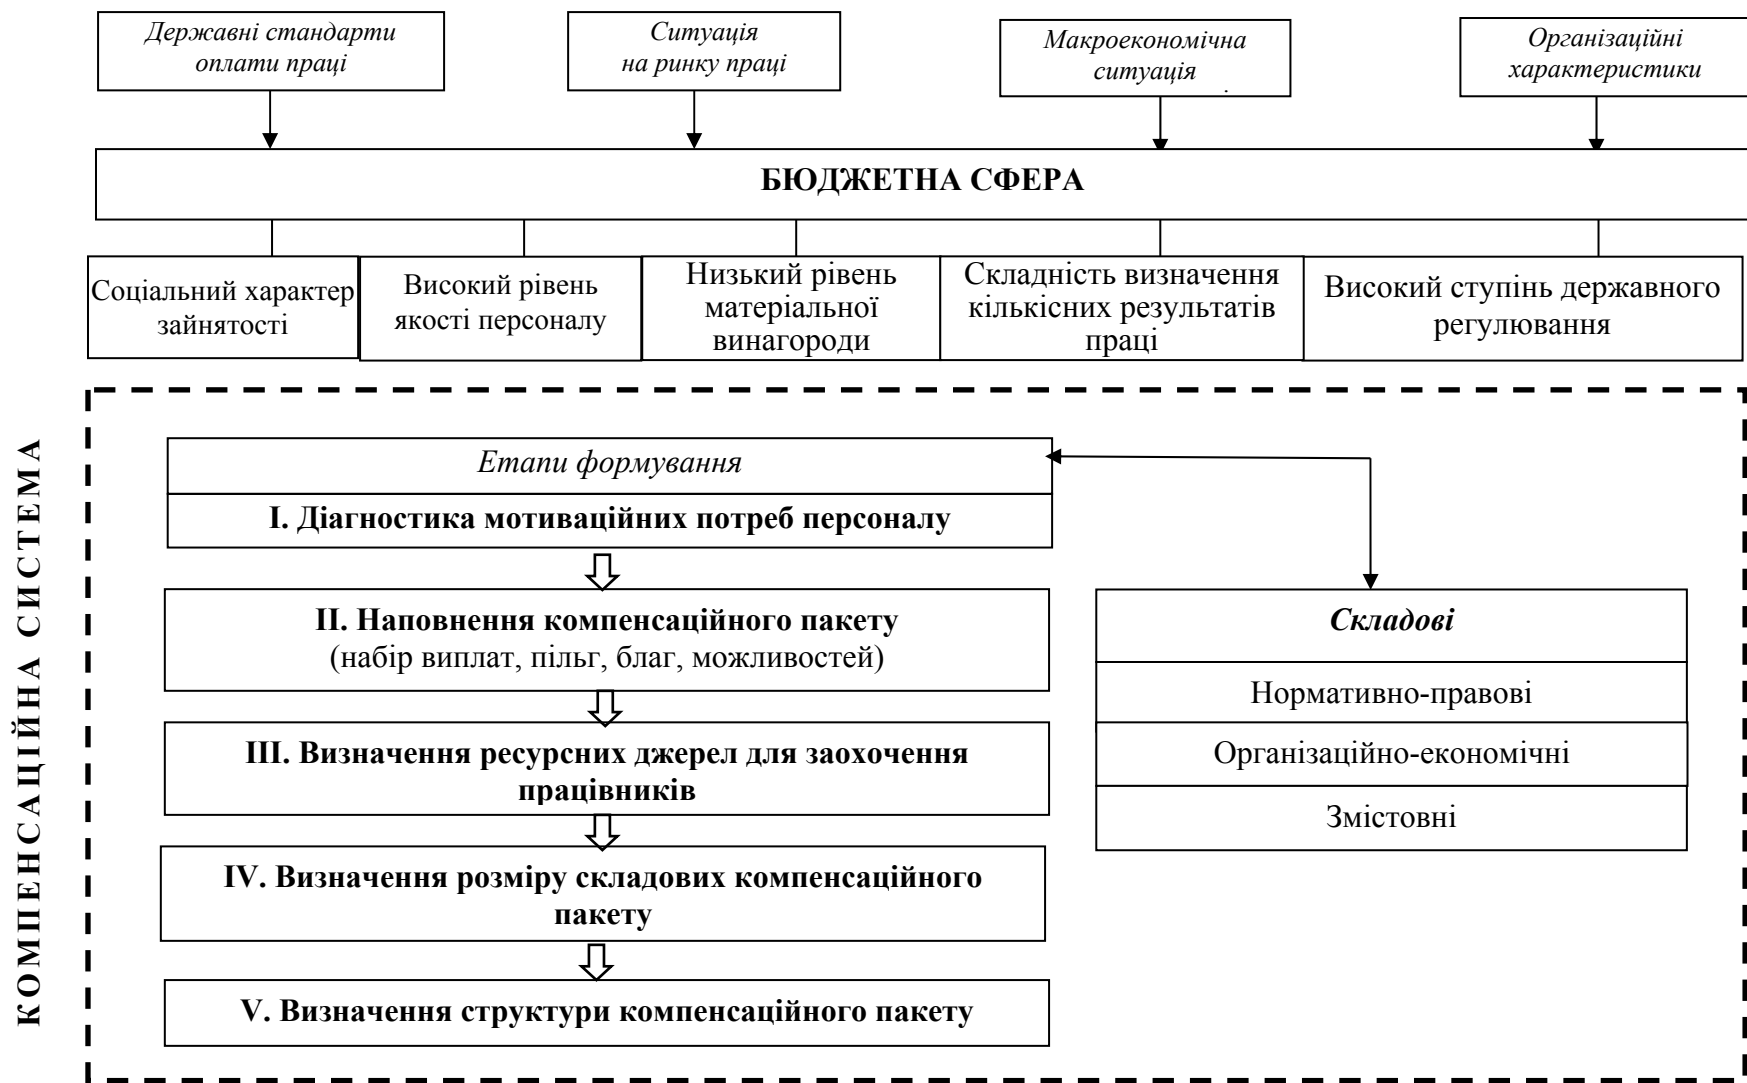 Державні стандарти
оплати праці
Ситуація
на ринку праці
Макроекономічна
ситуація
Організаційні
характеристики
БЮДЖЕТНА СФЕРА
Соціальний характер
зайнятості
Високий рівень
якості персоналу
Низький рівень
матеріальної
винагороди
Складність визначення
кількісних результатів
праці
Високий ступінь державного
регулювання
КОМПЕНСАЦІЙНА СИСТЕМА
Етапи формування
I. Діагностика мотиваційних потреб персоналу
II. Наповнення компенсаційного пакету
(набір виплат, пільг, благ, можливостей)
III. Визначення ресурсних джерел для заохочення
працівників
IV. Визначення розміру складових компенсаційного
пакету
V. Визначення структури компенсаційного пакету
Складові
Нормативно-правові
Організаційно-економічні
Змістовні